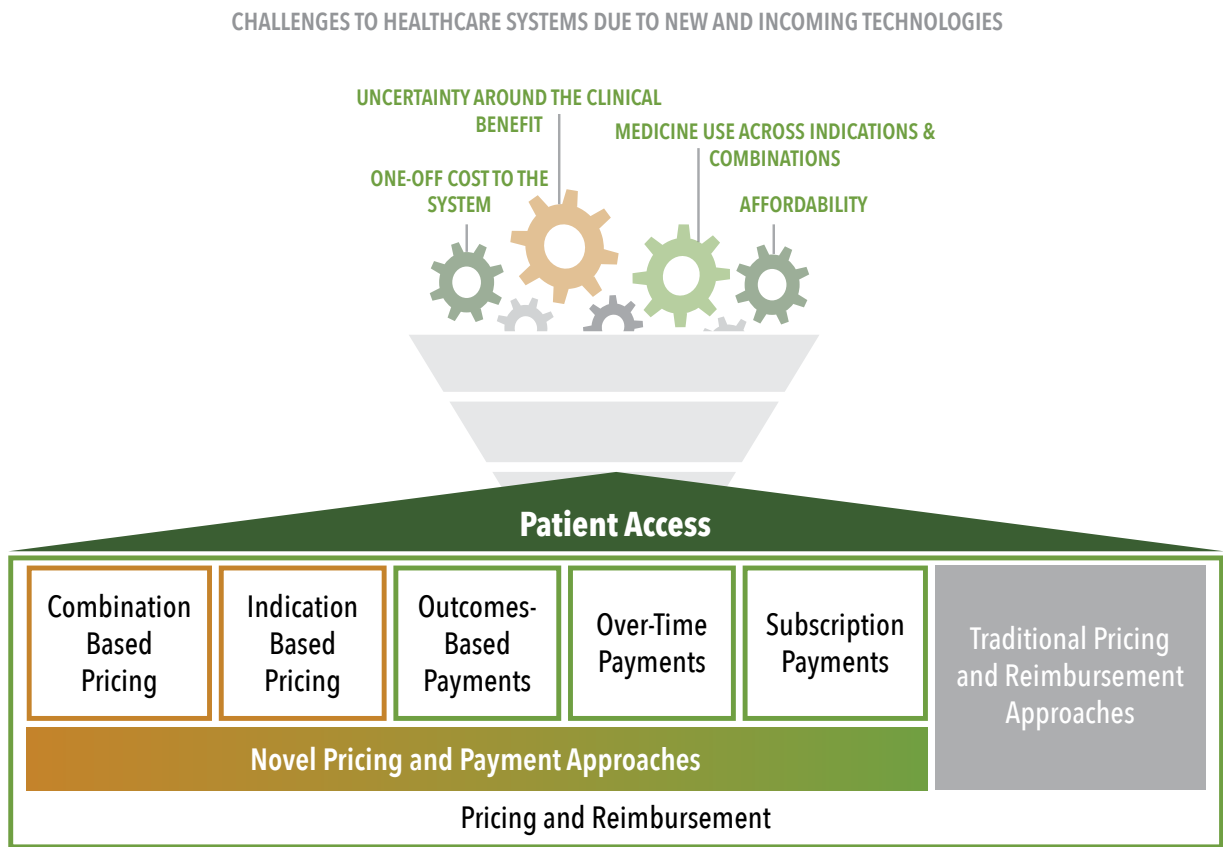 CHALLENGES TO HEALTHCARE SYSTEMS DUE TO NEW AND INCOMING TECHNOLOGIES
UNCERTAINTY AROUND THE CLINICAL
BENEFIT
MEDICINE USE ACROSS INDICATIONS &
COMBINATIONS
ONE-OFF COST TO THE
SYSTEM
AFFORDABILITY
Patient Access
Combination
Based
Pricing
Indication
Based
Pricing
Outcomes-
Based
Payments
Over-Time
Payments
Subscription
Payments
Traditional Pricing
and Reimbursement
Approaches
Novel Pricing and Payment Approaches
Pricing and Reimbursement